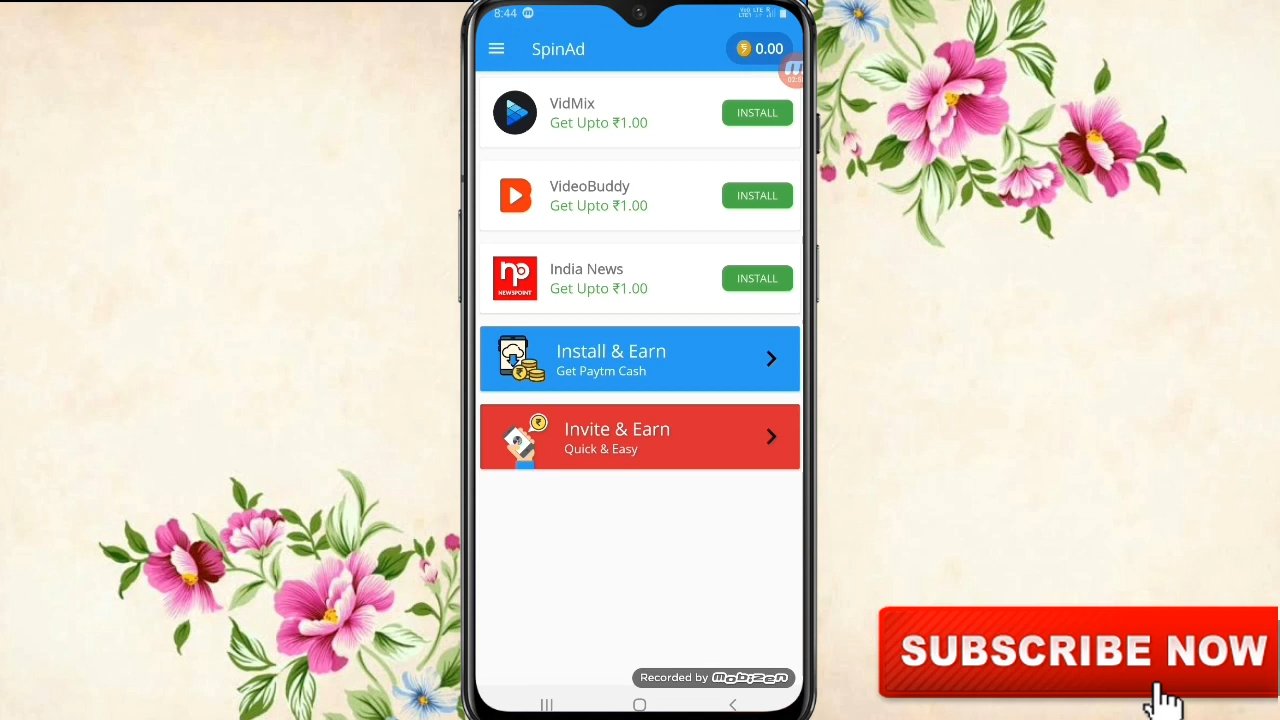 8:44
SpinAd
0.00
VidMix
Get Upto ₹1.00
INSTALL
VideoBuddy
Get Upto ₹1.00
INSTALL
np
NEWSPOINT
India News
Get Upto ₹1.00
INSTALL
Install & Earn
Get Paytm Cash
Invite & Earn
Quick & Easy
Recorded by mobizen
SUBSCRIBE NOW